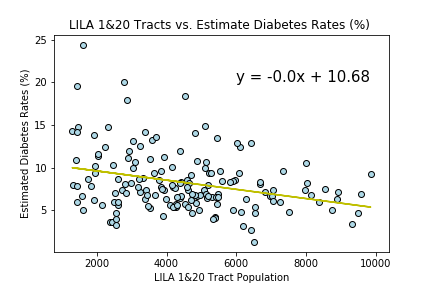 LILA 1&20 Tracts vs. Estimate Diabetes Rates (%)
25
20
15
10
5
y = -0.0x + 10.68
Estimated Diabetes Rates (%)
2000 4000 6000 8000 10000
LILA 1&20 Tract Population